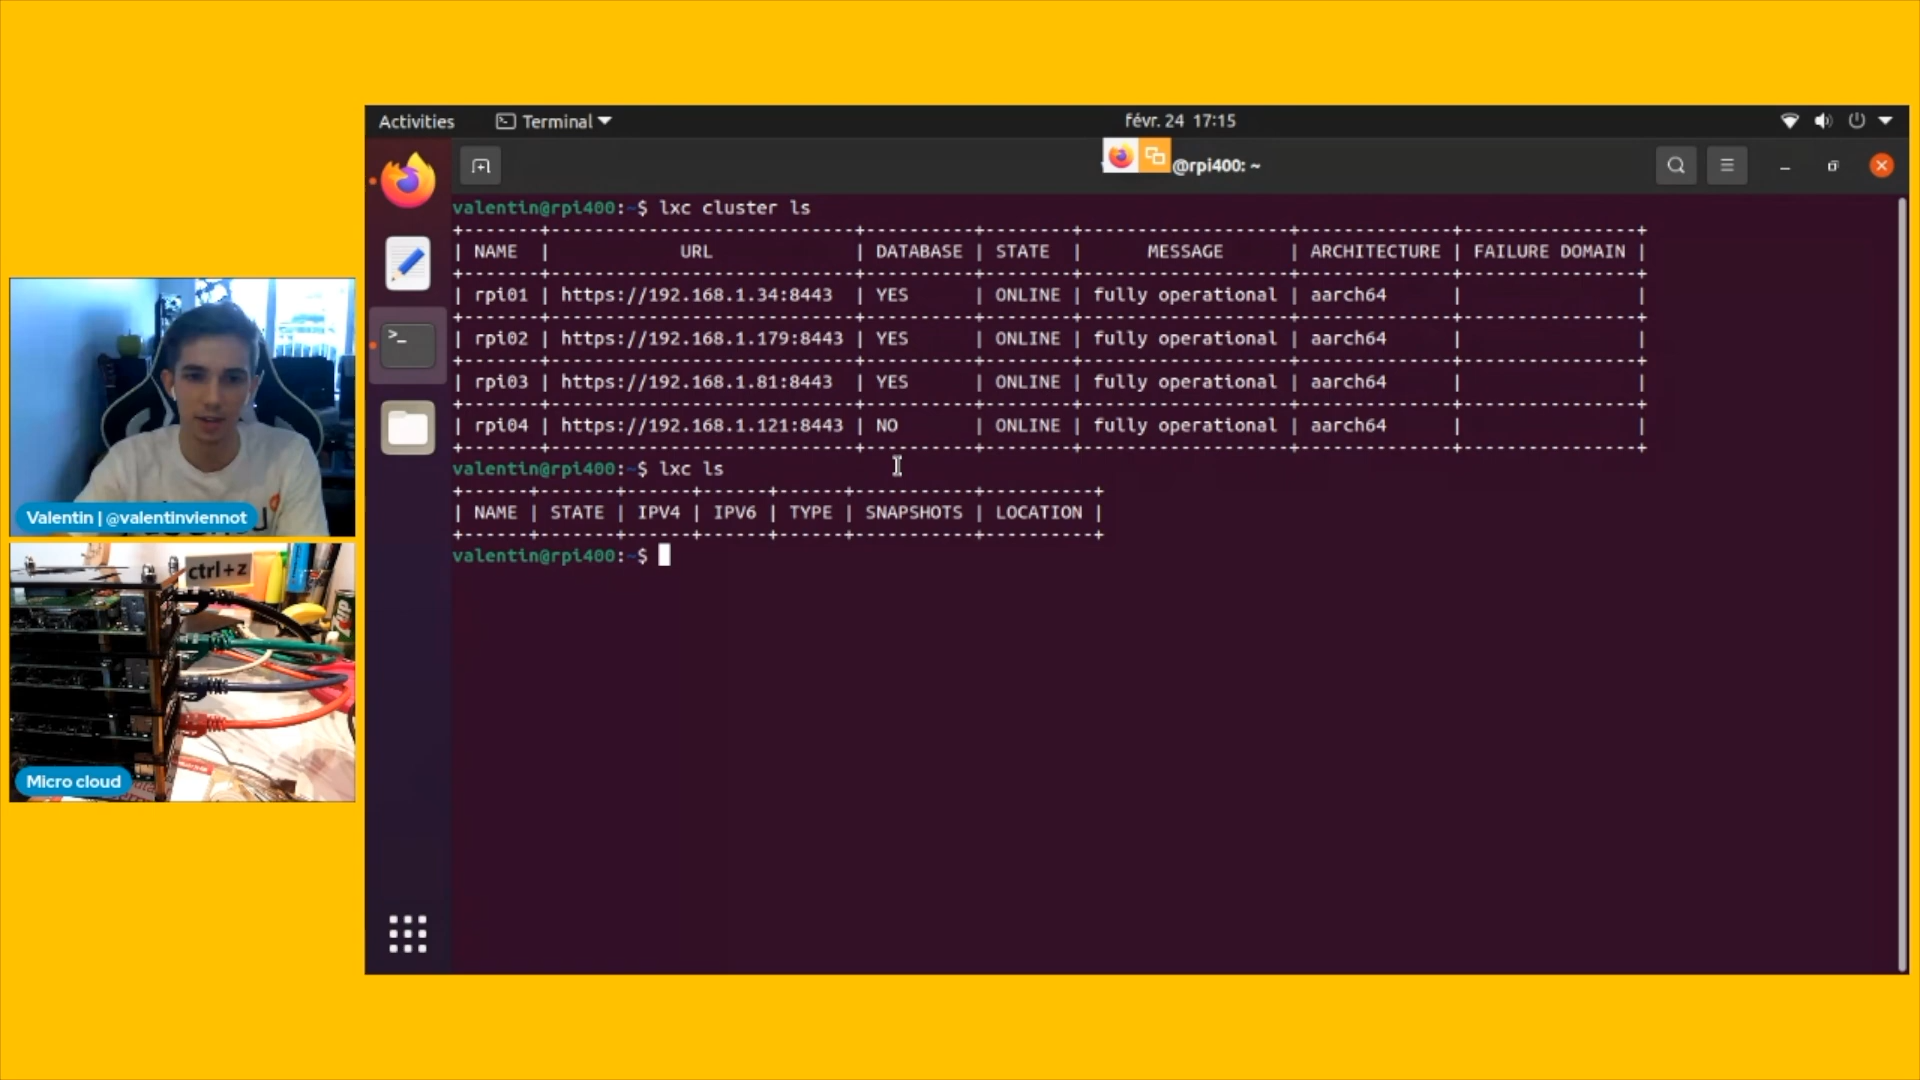 Activities
Terminal
févr. 24 17:15
@rpi400: ~
valentin@rpi400:~$ lxc cluster ls
+-------+----------------------------+----------+--------+-------------------+--------------+----------------+
| NAME | URL | DATABASE | STATE | MESSAGE | ARCHITECTURE | FAILURE DOMAIN |
| rpi01 | https://192.168.1.34:8443 | YES | ONLINE | fully operational | aarch64 | |
| rpi02 | https://192.168.1.179:8443 | YES | ONLINE | fully operational | aarch64 | |
| rpi03 | https://192.168.1.81:8443 | YES | ONLINE | fully operational | aarch64 | |
| rpi04 | https://192.168.1.121:8443 | NO | ONLINE | fully operational | aarch64 | |
valentin@rpi400:~$ lxc ls
| NAME | STATE | IPV4 | IPV6 | TYPE | SNAPSHOTS | LOCATION |
valentin@rpi400:~$
Valentin | @valentinviennot
ctrl+z
Micro cloud